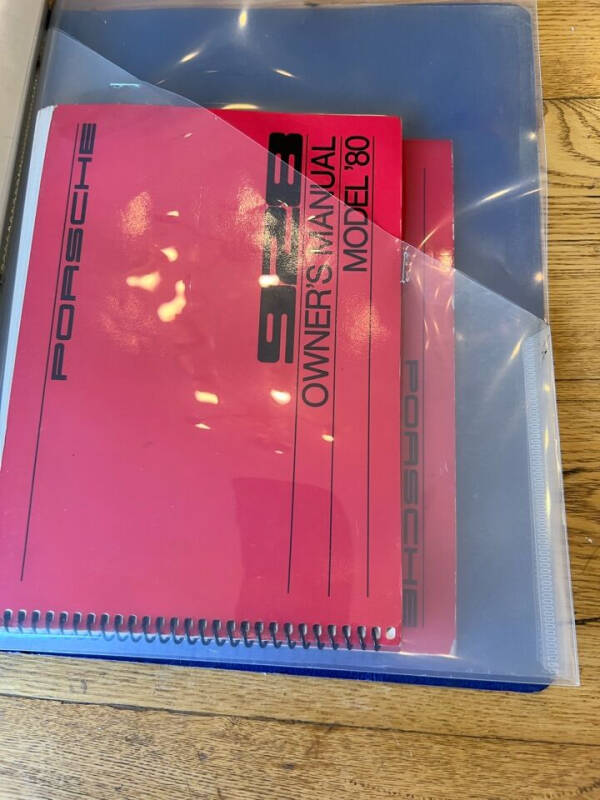 PORSCHE
928
OWNER'S MANUAL
MODEL '80
PORSCHE